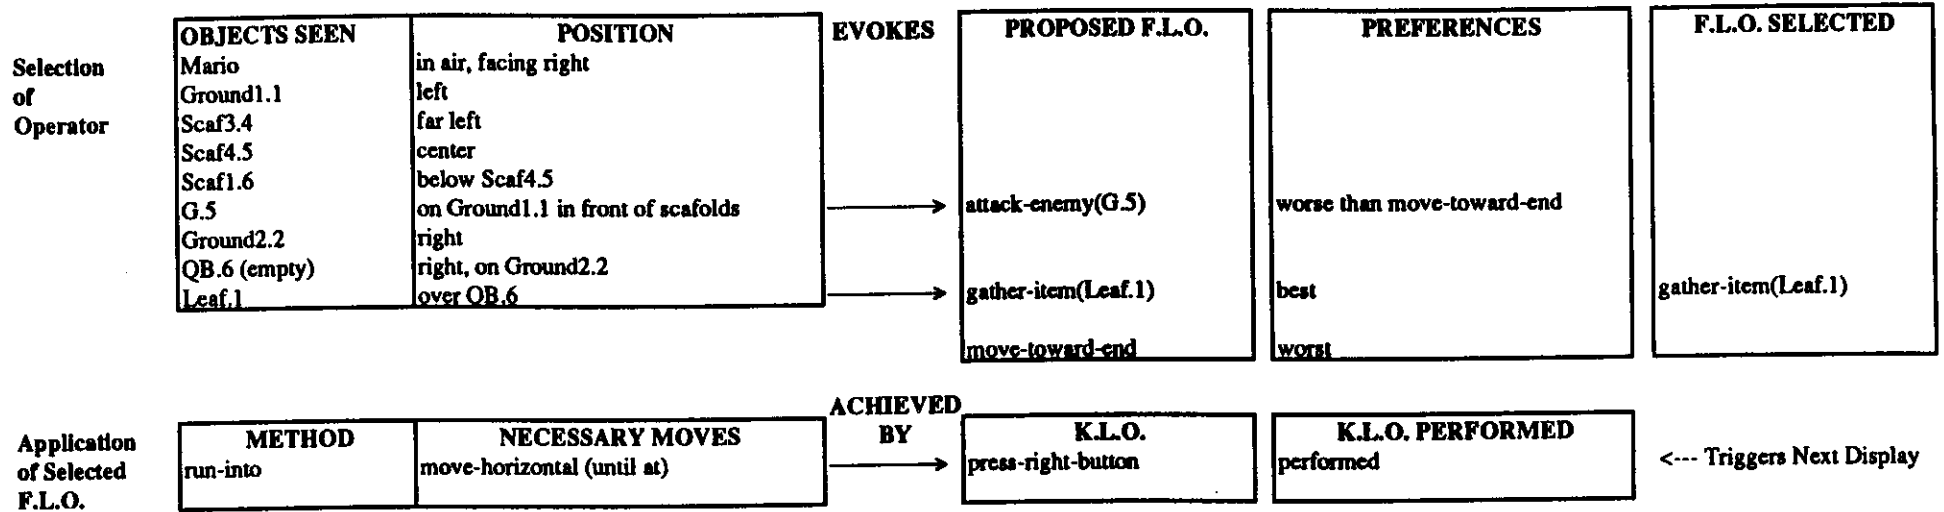 OBJECTS SEEN POSITION EVOKES PROPOSED F.L.O. PREFERENCES F.L.O. SELECTED
Selection Mario in air, facing right
of Ground1.1 left
Operator Scaf3.4 far left
Scaf4.5 center
Scaf1.6 below Scaf4.5
G.5 on Ground1.1 in front of scafolds attack-enemy(G.5) worse than move-toward-end
Ground2.2 right
QB.6 (empty) right, on Ground2.2
Leaf.1 over QB.6 gather-item(Leaf.1) best gather-item(Leaf.1)
move-toward-end worst
ACHIEVED
Application METHOD NECESSARY MOVES BY K.L.O. K.L.O. PERFORMED
of Selected run-into move-horizontal (until at) press-right-button performed <--- Triggers Next Display
F.L.O.